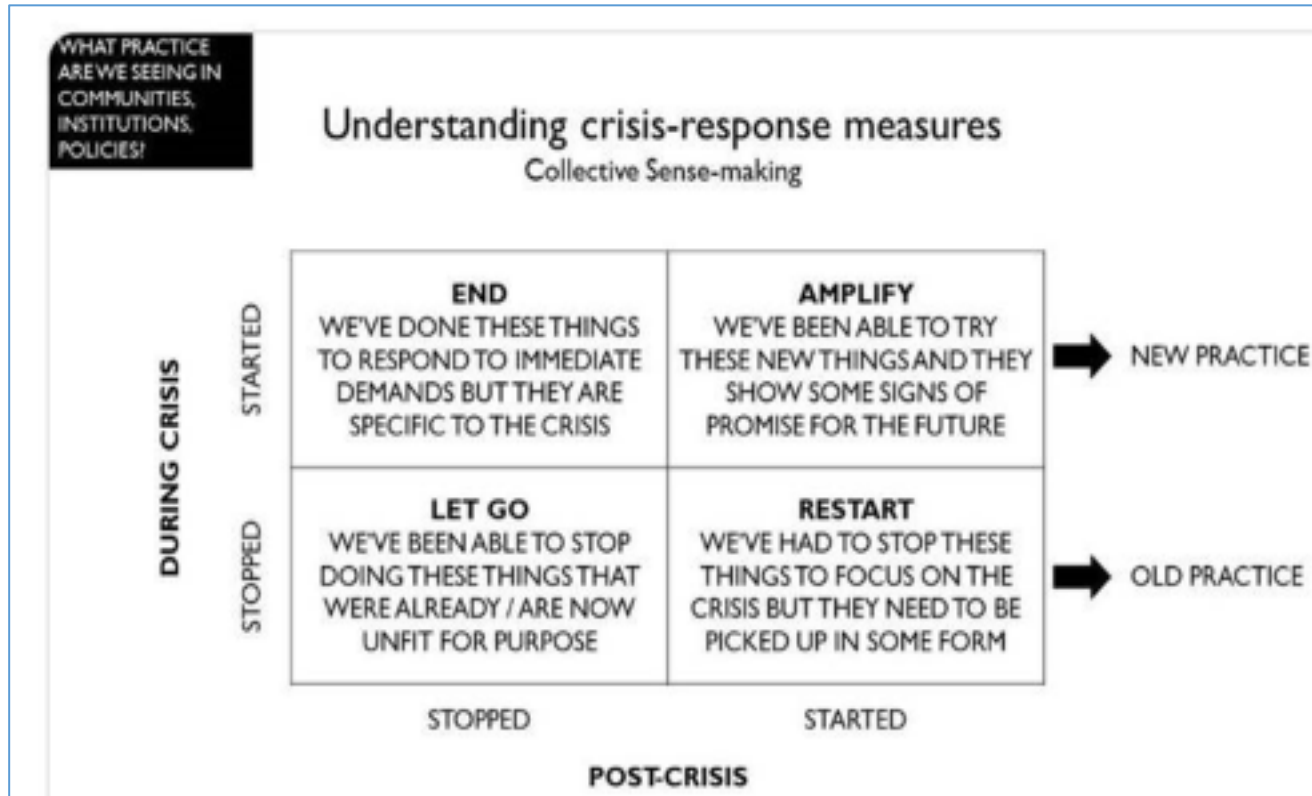 WHAT PRACTICE
ARE WE SEEING IN
COMMUNITIES,
INSTITUTIONS,
POLICIES?
Understanding crisis-response measures
Collective Sense-making
DURING CRISIS
STARTED
END
WE'VE DONE THESE THINGS
TO RESPOND TO IMMEDIATE
DEMANDS BUT THEY ARE
SPECIFIC TO THE CRISIS
AMPLIFY
WE'VE BEEN ABLE TO TRY
THESE NEW THINGS AND THEY
SHOW SOME SIGNS OF
PROMISE FOR THE FUTURE
NEW PRACTICE
STOPPED
LET GO
WE'VE BEEN ABLE TO STOP
DOING THESE THINGS THAT
WERE ALREADY / ARE NOW
UNFIT FOR PURPOSE
RESTART
WE'VE HAD TO STOP THESE
THINGS TO FOCUS ON THE
CRISIS BUT THEY NEED TO BE
PICKED UP IN SOME FORM
OLD PRACTICE
STOPPED
STARTED
POST-CRISIS